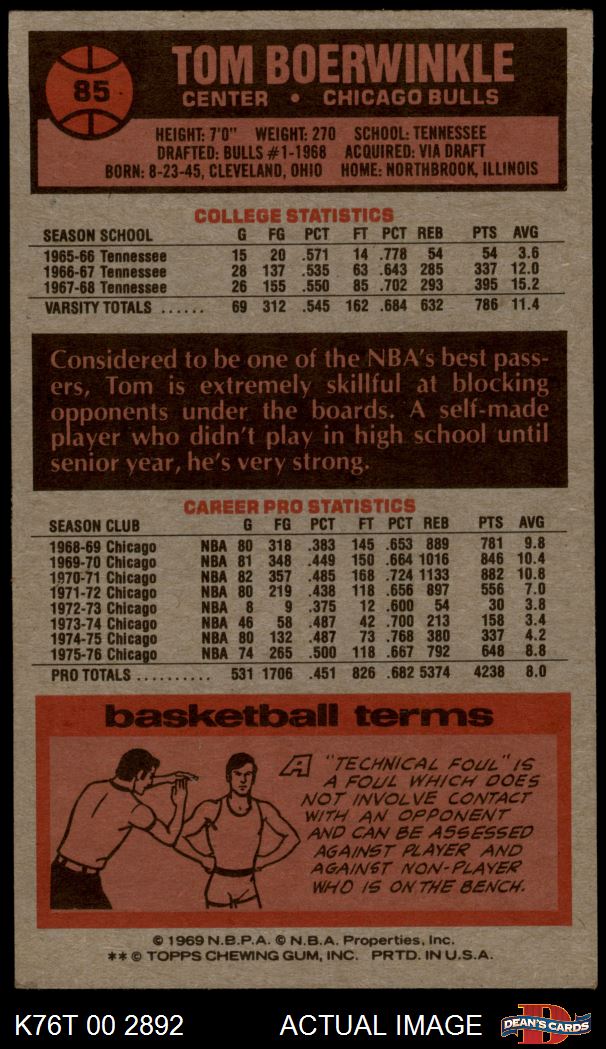 85
TOM BOERWINKLE
CENTER • CHICAGO BULLS
HEIGHT: 7'0" WEIGHT: 270 SCHOOL: TENNESSEE
DRAFTED: BULLS #1-1968 ACQUIRED: VIA DRAFT
BORN: 8-23-45, CLEVELAND, OHIO HOME: NORTHBROOK, ILLINOIS
COLLEGE STATISTICS
SEASON SCHOOL G FG PCT FT PCT REB PTS AVG
1965-66 Tennessee 15 20 .571 14 .778 54 54 3.6
1966-67 Tennessee 28 137 .535 63 .643 285 337 12.0
1967-68 Tennessee 26 155 .550 85 .702 293 395 15.2
VARSITY TOTALS ...... 69 312 .545 162 .684 632 786 11.4
Considered to be one of the NBA's best pass-
ers, Tom is extremely skillful at blocking
opponents under the boards. A self-made
player who didn't play in high school until
senior year, he's very strong.
CAREER PRO STATISTICS
SEASON CLUB G FG PCT FT PCT REB PTS AVG
1968-69 Chicago NBA 80 318 .383 145 .653 889 781 9.8
1969-70 Chicago NBA 81 348 .449 150 .664 1016 846 10.4
1970-71 Chicago NBA 82 357 .485 168 .724 1133 882 10.8
1971-72 Chicago NBA 80 219 .438 118 .656 897 556 7.0
1972-73 Chicago NBA 8 9 .375 12 .600 54 30 3.8
1973-74 Chicago NBA 46 58 .487 42 .700 213 158 3.4
1974-75 Chicago NBA 80 132 .487 73 .768 380 337 4.2
1975-76 Chicago NBA 74 265 .500 118 .667 792 648 8.8
PRO TOTALS .......... 531 1706 .451 826 .682 5374 4238 8.0
basketball terms
A "TECHNICAL FOUL" IS
A FOUL WHICH DOES
NOT INVOLVE CONTACT
WITH AN OPPONENT
AND CAN BE ASSESSED
AGAINST PLAYER AND
AGAINST NON-PLAYER
WHO IS ON THE BENCH.
© 1969 N.B.P.A. © N.B.A. Properties, Inc.
**© TOPPS CHEWING GUM, INC. PRTD. IN U.S.A.
K76T 00 2892 ACTUAL IMAGE D DEAN'S CARDS